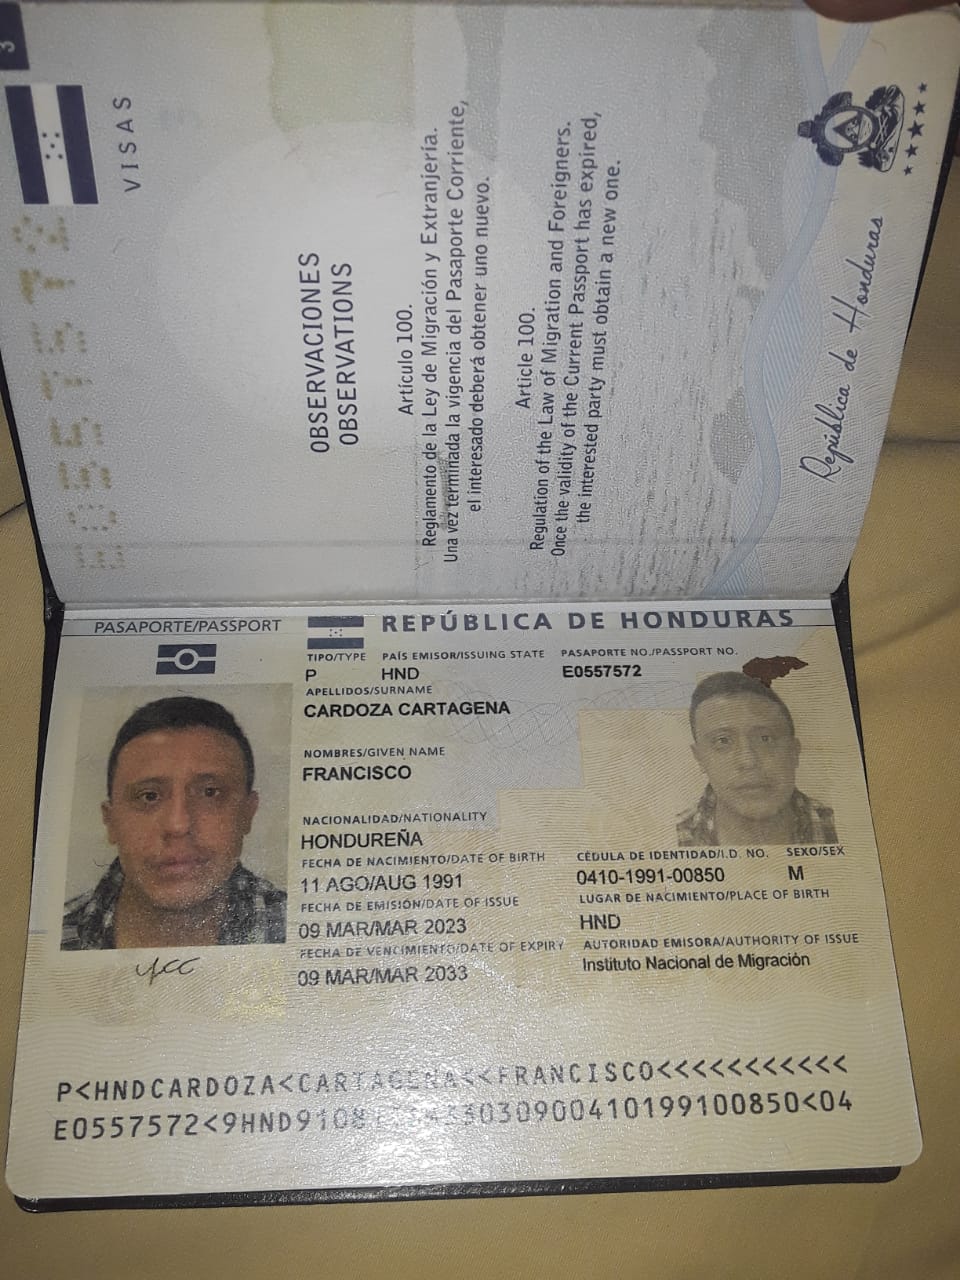 3
VISAS
OBSERVACIONES
OBSERVATIONS
Artículo 100.
Reglamento de la Ley de Migración y Extranjería.
Una vez terminada la vigencia del Pasaporte Corriente,
el interesado deberá obtener uno nuevo.
Article 100.
Regulation of the Law of Migration and Foreigners.
Once the validity of the Current Passport has expired,
the interested party must obtain a new one.
República de Honduras
PASAPORTE/PASSPORT
REPÚBLICA DE HONDURAS
TIPO/TYPE PAÍS EMISOR/ISSUING STATE PASAPORTE NO./PASSPORT NO.
P HND E0557572
APELLIDOS/SURNAME
CARDOZA CARTAGENA
NOMBRES/GIVEN NAME
FRANCISCO
NACIONALIDAD/NATIONALITY
HONDUREÑA
FECHA DE NACIMIENTO/DATE OF BIRTH CÉDULA DE IDENTIDAD/I.D. NO. SEXO/SEX
11 AGO/AUG 1991 0410-1991-00850 M
FECHA DE EMISIÓN/DATE OF ISSUE LUGAR DE NACIMIENTO/PLACE OF BIRTH
09 MAR/MAR 2023 HND
FECHA DE VENCIMIENTO/DATE OF EXPIRY AUTORIDAD EMISORA/AUTHORITY OF ISSUE
09 MAR/MAR 2033 Instituto Nacional de Migración
P<HNDCARDOZA<CARTAGENA<<FRANCISCO<<<<<<<<<<<